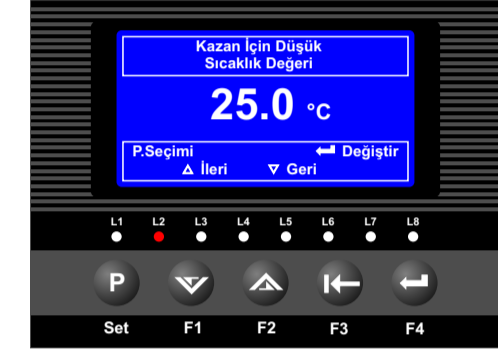 Kazan İçin Düşük
Sıcaklık Değeri
25.0 °C
P.Seçimi Değiştir
İleri Geri
L1 L2 L3 L4 L5 L6 L7 L8
P
Set F1 F2 F3 F4